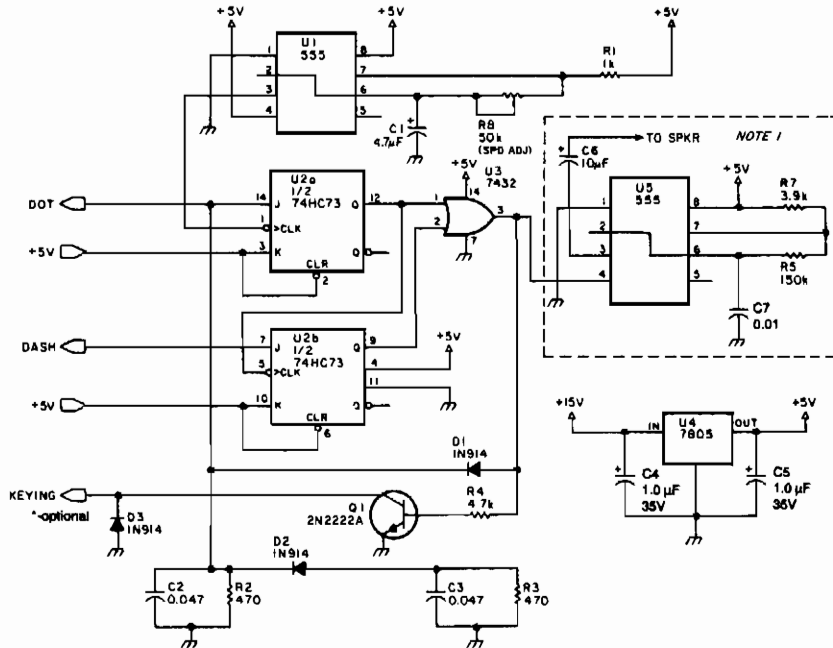 +5V
+5V
+5V
U1
555
1
2
3
4
8
7
6
5
R1
1k
C1
4.7µF
+
R8
50k
(SPD ADJ)
DOT
+5V
U2a
1/2
74HC73
14
J
1
>CLK
3
K
12
Q
Q
CLR
2
+5V
U3
7432
14
1
2
3
7
TO SPKR
NOTE 1
C6
10µF
+
U5
555
1
2
3
4
8
7
6
5
+5V
R7
3.9k
R5
150k
C7
0.01
DASH
+5V
U2b
1/2
74HC73
7
J
5
>CLK
10
K
9
Q
4
11
Q
CLR
6
+5V
+15V
IN
U4
7805
OUT
+5V
+
C4
1.0µF
35V
+
C5
1.0µF
35V
D1
1N914
KEYING
*-optional
D3
1N914
Q1
2N2222A
R4
4.7k
D2
1N914
C2
0.047
R2
470
C3
0.047
R3
470